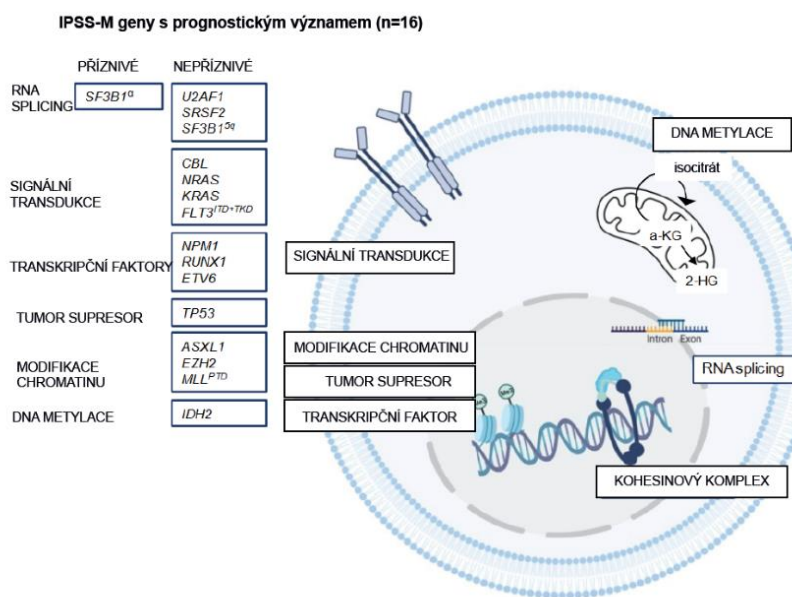 IPSS-M geny s prognostickým významem (n=16)
PŘÍZNIVÉ
NEPŘÍZNIVÉ
RNA
SPLICING
SF3B1ᵅ
U2AF1
SRSF2
SF3B1⁵q
SIGNÁLNÍ
TRANSDUKCE
CBL
NRAS
KRAS
FLT3ITD+TKD
TRANSKRIPČNÍ FAKTORY
NPM1
RUNX1
ETV6
TUMOR SUPRESOR
TP53
MODIFIKACE
CHROMATINU
ASXL1
EZH2
MLLPTD
DNA METYLACE
IDH2
SIGNÁLNÍ TRANSDUKCE
MODIFIKACE CHROMATINU
TUMOR SUPRESOR
TRANSKRIPČNÍ FAKTOR
DNA METYLACE
isocitrát
a-KG
2-HG
Intron Exon
RNA splicing
KOHESINOVÝ KOMPLEX